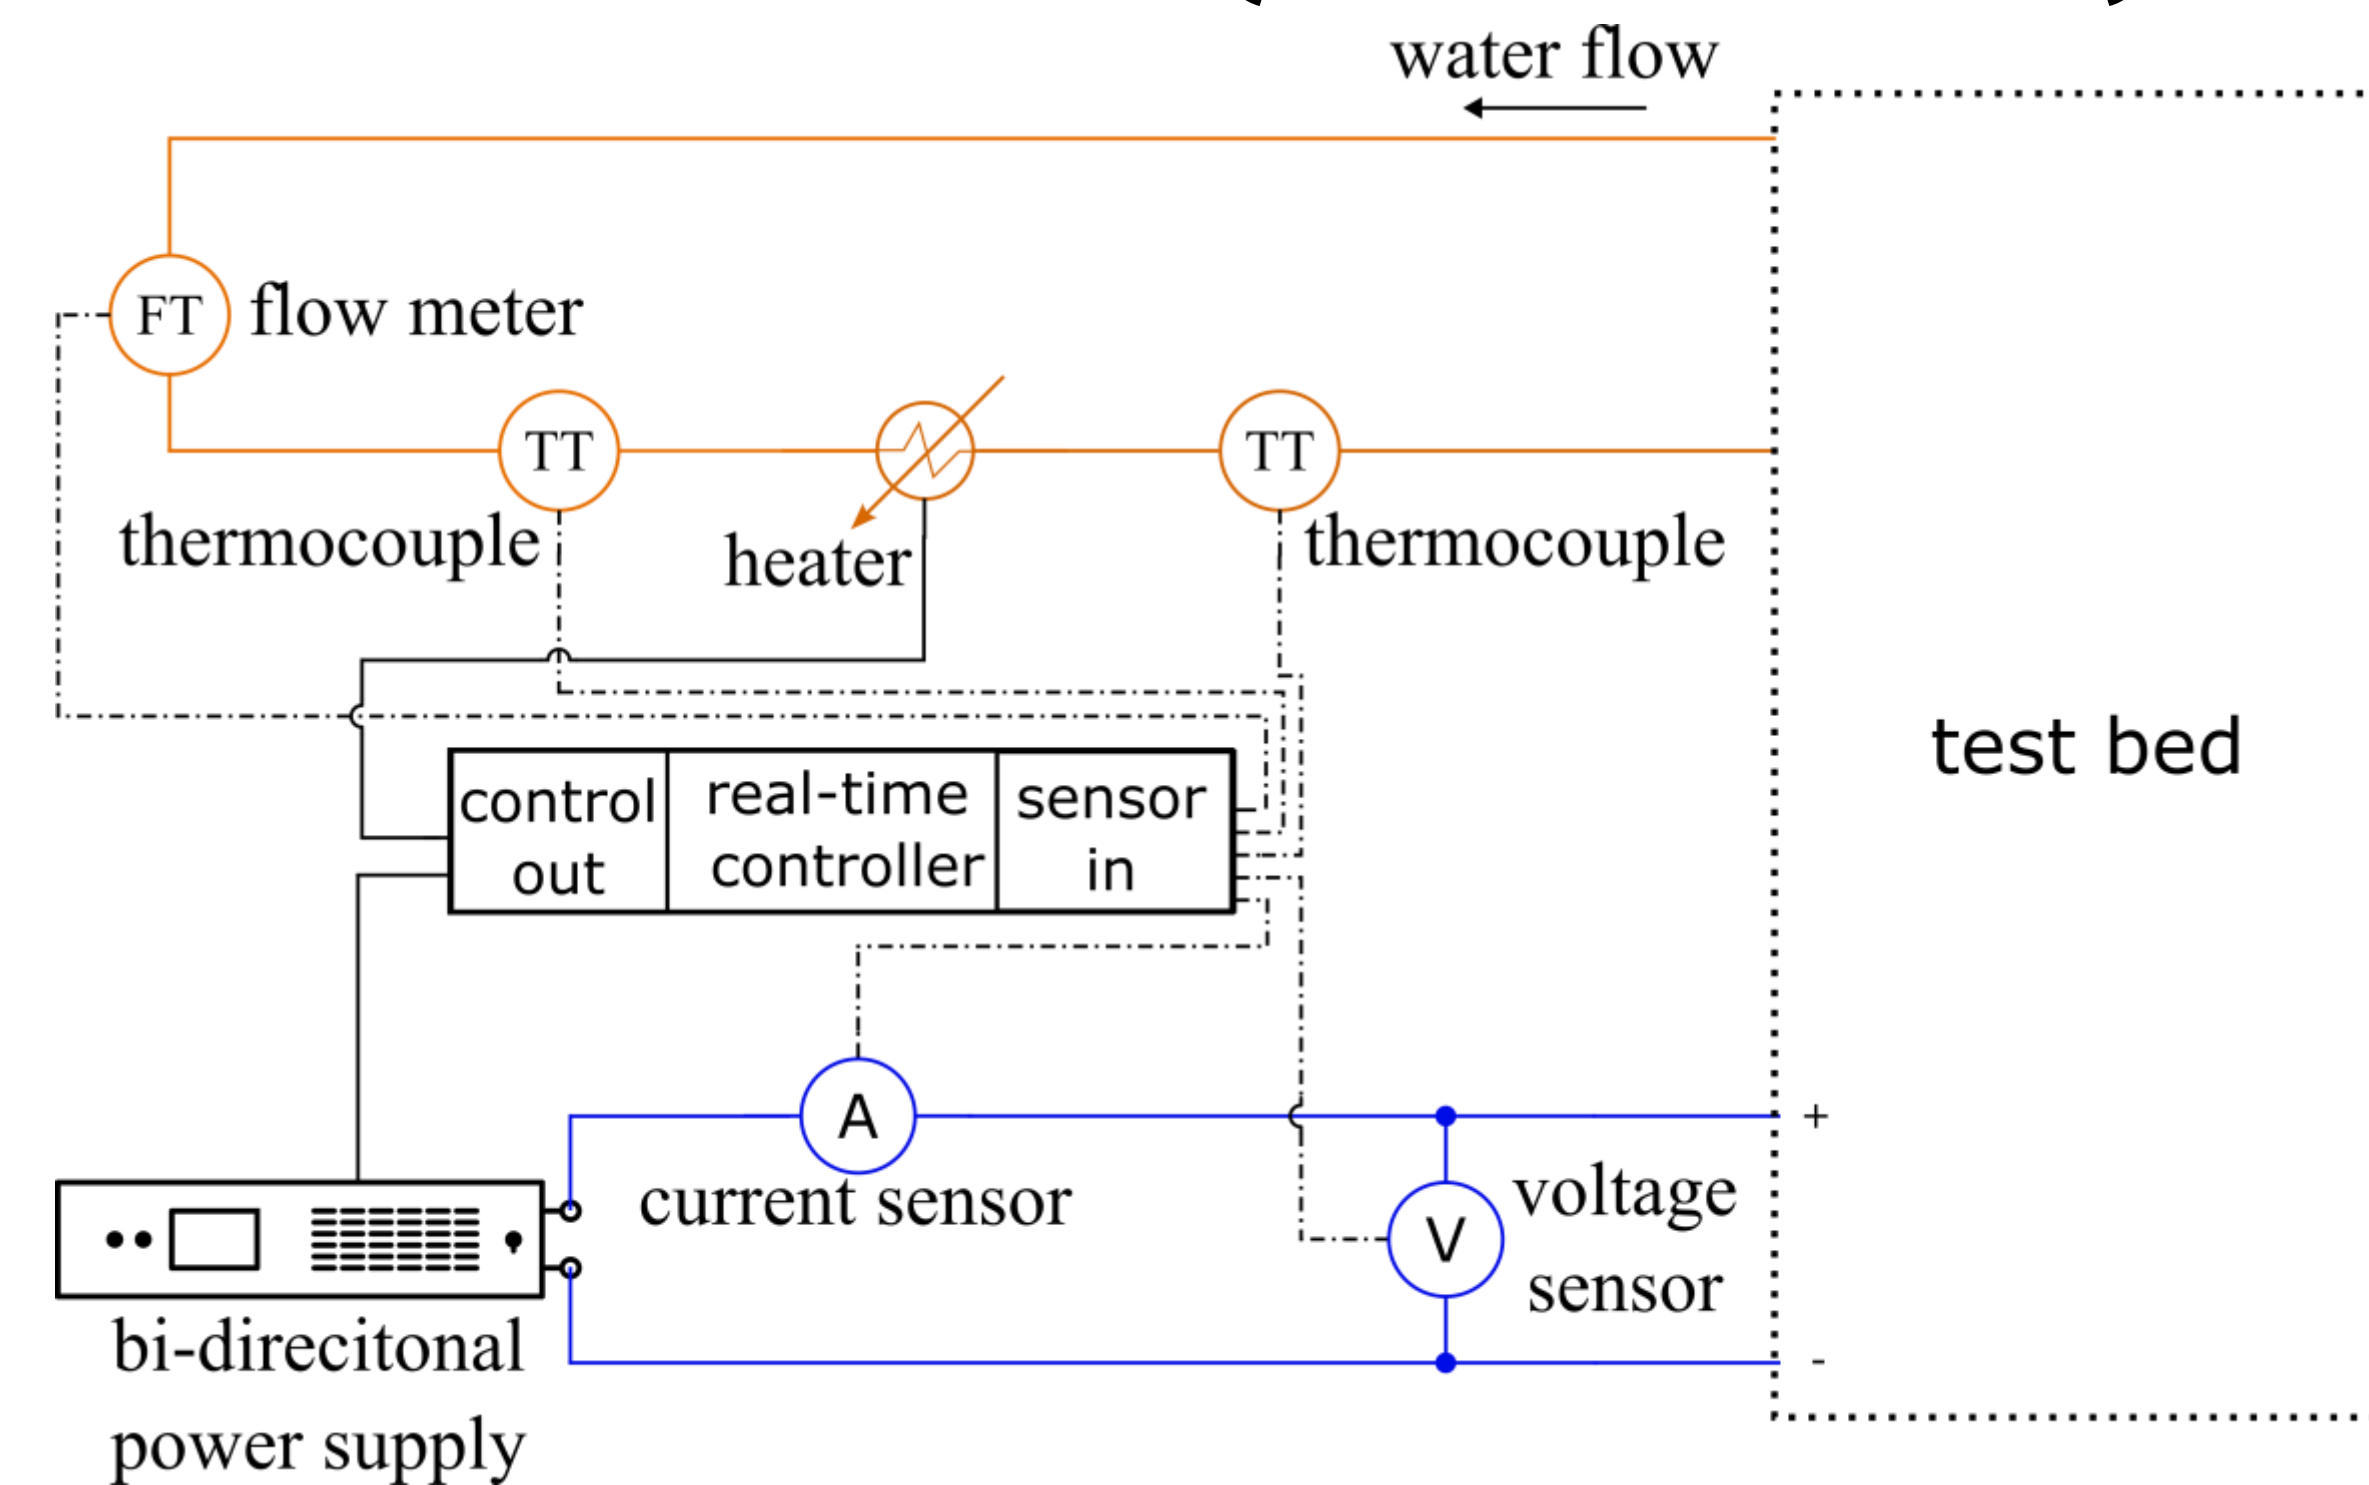 water flow
FT flow meter
TT
TT
thermocouple
heater
thermocouple
test bed
control
out
real-time
controller
sensor
in
A
+
current sensor
voltage
sensor
V
-
bi-direcitonal
power supply